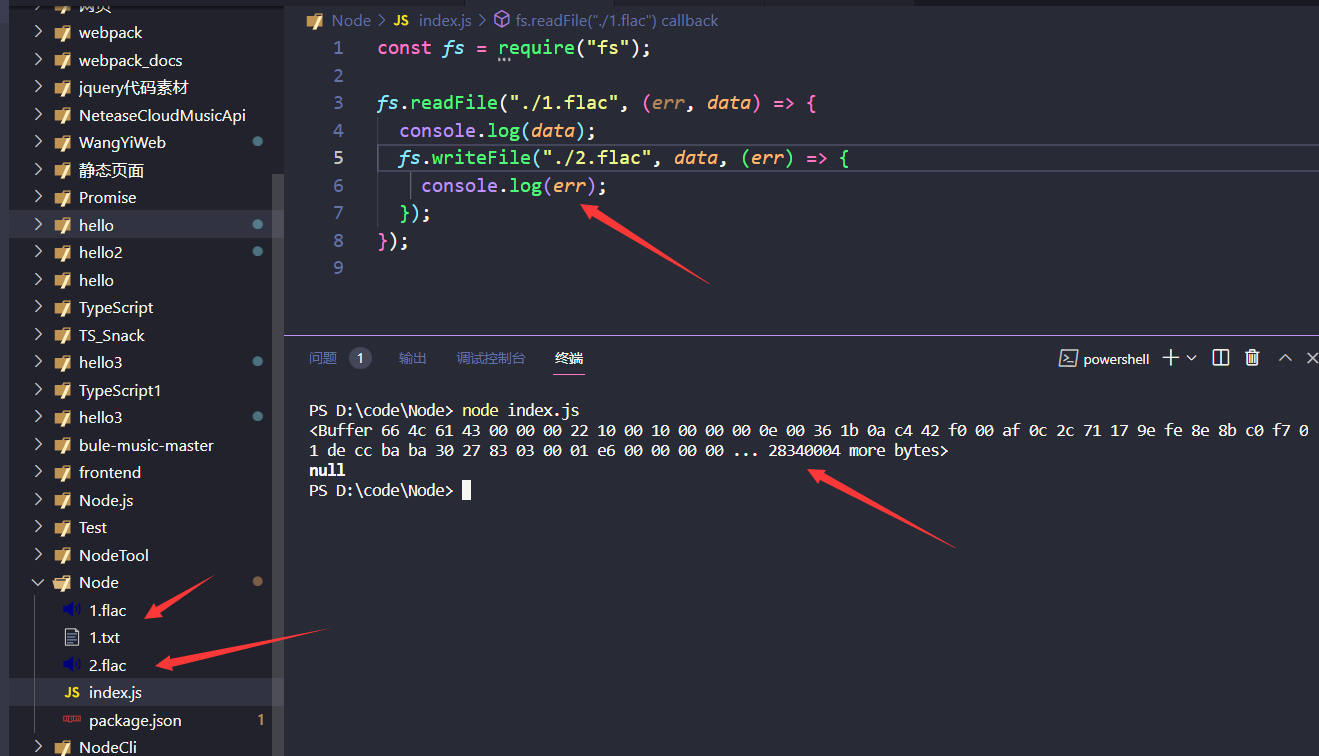 网页
webpack
webpack_docs
jquery代码素材
NeteaseCloudMusicApi
WangYiWeb
静态页面
Promise
hello
hello2
hello
TypeScript
TS_Snack
hello3
TypeScript1
hello3
bule-music-master
frontend
Node.js
Test
NodeTool
Node
1.flac
1.txt
2.flac
JS index.js
package.json 1
NodeCli
Node > JS index.js > fs.readFile("./1.flac") callback
1 const fs = require("fs");
2
3 fs.readFile("./1.flac", (err, data) => {
4 console.log(data);
5 fs.writeFile("./2.flac", data, (err) => {
6 console.log(err);
7 });
8 });
9
问题 1 输出 调试控制台 终端 powershell
PS D:\code\Node> node index.js
<Buffer 66 4c 61 43 00 00 00 22 10 00 10 00 00 00 0e 00 36 1b 0a c4 42 f0 00 af 0c 2c 71 17 9e fe 8e 8b c0 f7 0
1 de cc ba ba 30 27 83 03 00 01 e6 00 00 00 00 ... 28340004 more bytes>
null
PS D:\code\Node>